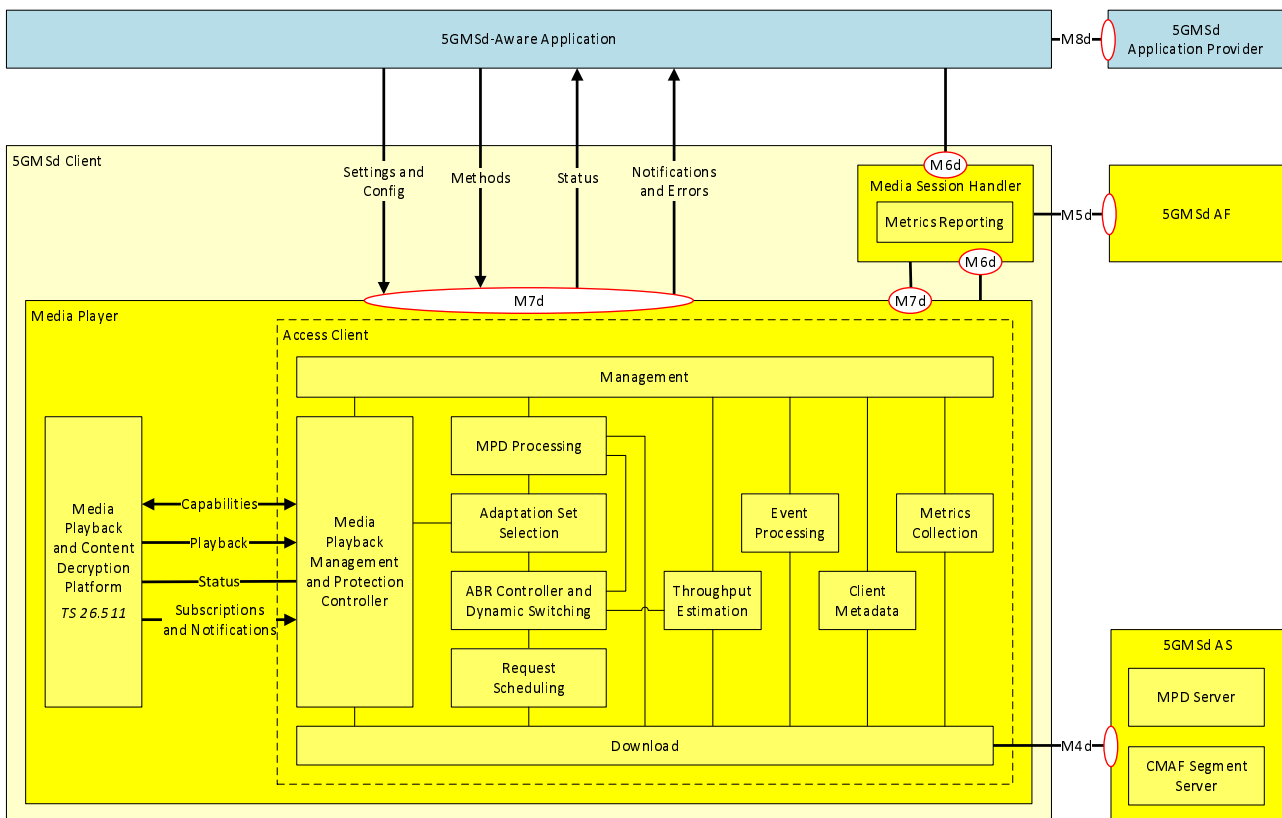 5GMSd-Aware Application
M8d
5GMSd
Application Provider
5GMSd Client
Settings and
Config
Methods
Status
Notifications
and Errors
M6d
Media Session Handler
Metrics Reporting
M5d
5GMSd AF
M6d
M7d
M7d
Media Player
Access Client
Management
Media
Playback
and Content
Decryption
Platform
TS 26.511
Capabilities
Playback
Status
Subscriptions
and Notifications
Media
Playback
Management
and Protection
Controller
MPD Processing
Adaptation Set
Selection
ABR Controller and
Dynamic Switching
Request
Scheduling
Throughput
Estimation
Event
Processing
Client
Metadata
Metrics
Collection
Download
M4d
5GMSd AS
MPD Server
CMAF Segment
Server